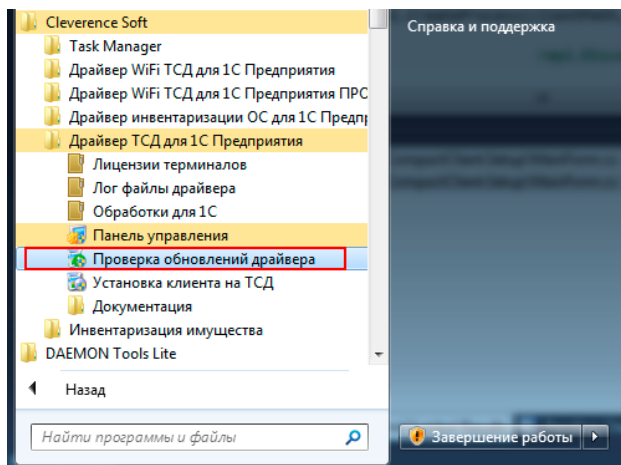 Cleverence Soft
Task Manager
Драйвер WiFi ТСД для 1С Предприятия
Драйвер WiFi ТСД для 1С Предприятия ПРС
Драйвер инвентаризации ОС для 1С Предпр
Драйвер ТСД для 1С Предприятия
Лицензии терминалов
Лог файлы драйвера
Обработки для 1С
Панель управления
Проверка обновлений драйвера
Установка клиента на ТСД
Документация
Инвентаризация имущества
DAEMON Tools Lite
Назад
Найти программы и файлы
Справка и поддержка
Завершение работы